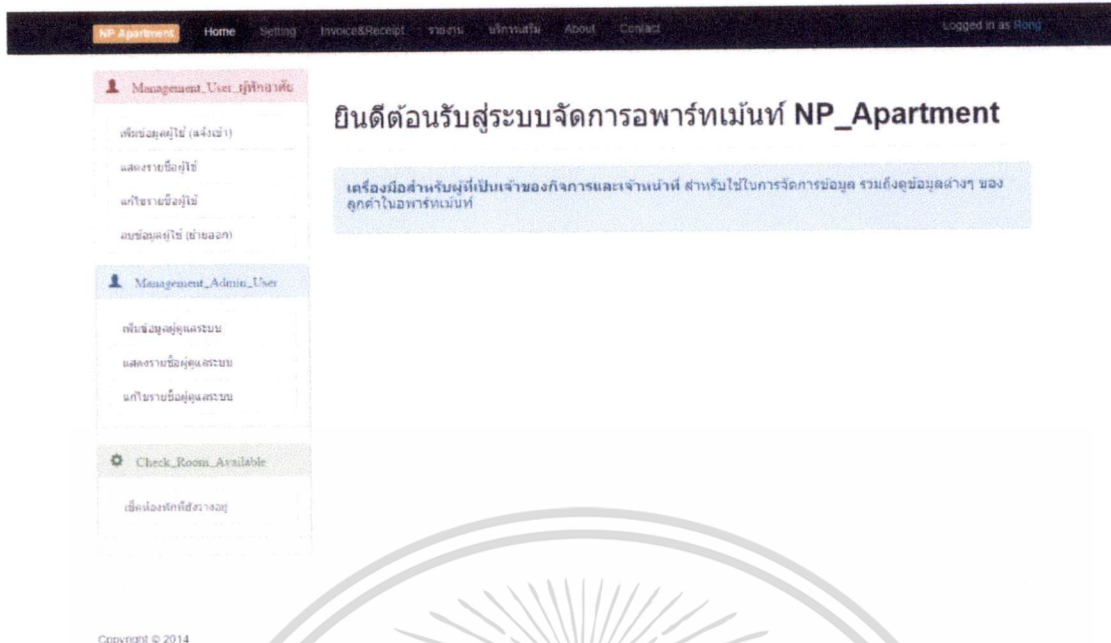 NP Apartment Home Setting Invoice&Receipt รายงาน บริการเสริม About Contact Logged in as Rong
Management_User_ผู้พักอาศัย
เพิ่มข้อมูลผู้ใช้ (แจ้งเข้า)
แสดงรายชื่อผู้ใช้
แก้ไขรายชื่อผู้ใช้
ลบข้อมูลผู้ใช้ (ย้ายออก)
Management_Admin_User
เพิ่มข้อมูลผู้ดูแลระบบ
แสดงรายชื่อผู้ดูแลระบบ
แก้ไขรายชื่อผู้ดูแลระบบ
Check_Room_Available
เช็คห้องพักที่ยังว่างอยู่
ยินดีต้อนรับสู่ระบบจัดการอพาร์ทเม้นท์ NP_Apartment
เครื่องมือสำหรับผู้ที่เป็นเจ้าของกิจการและเจ้าหน้าที่ สำหรับใช้ในการจัดการข้อมูล รวมถึงดูข้อมูลต่างๆ ของ
ลูกค้าในอพาร์ทเม้นท์
Copyright © 2014